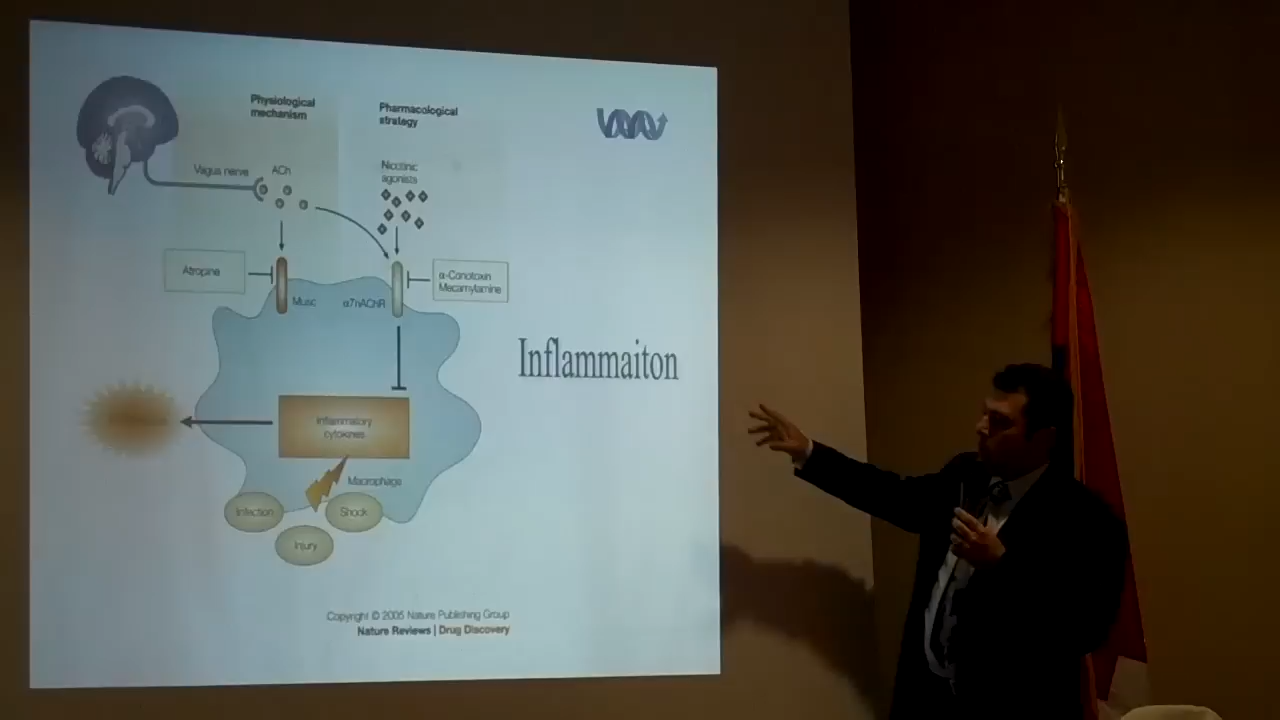 Physiological
mechanism
Pharmacological
strategy
Vagus nerve
ACh
Nicotinic
agonists
Atropine
α-Conotoxin
Mecamylamine
Musc
α7nAChR
Inflammaiton
Inflammatory
cytokines
Macrophage
Infection
Shock
Injury
Copyright © 2005 Nature Publishing Group
Nature Reviews | Drug Discovery